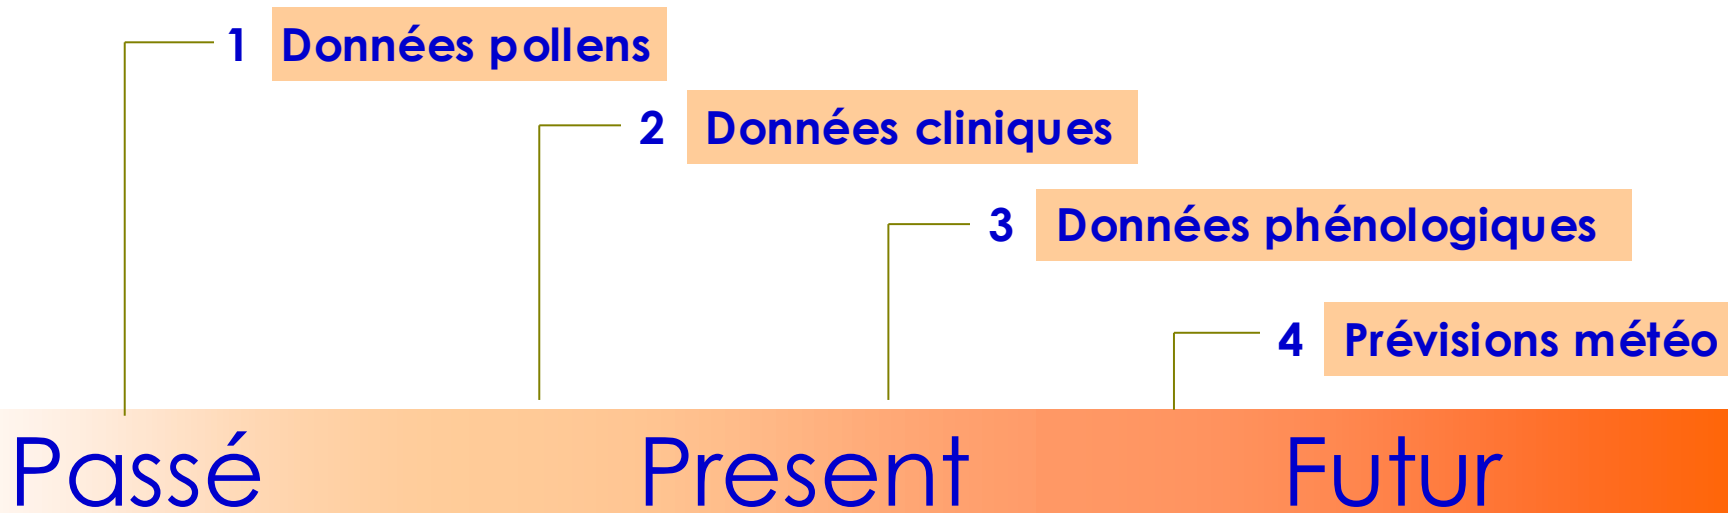 1 Données pollens
2 Données cliniques
3 Données phénologiques
4 Prévisions météo
Passé Present Futur